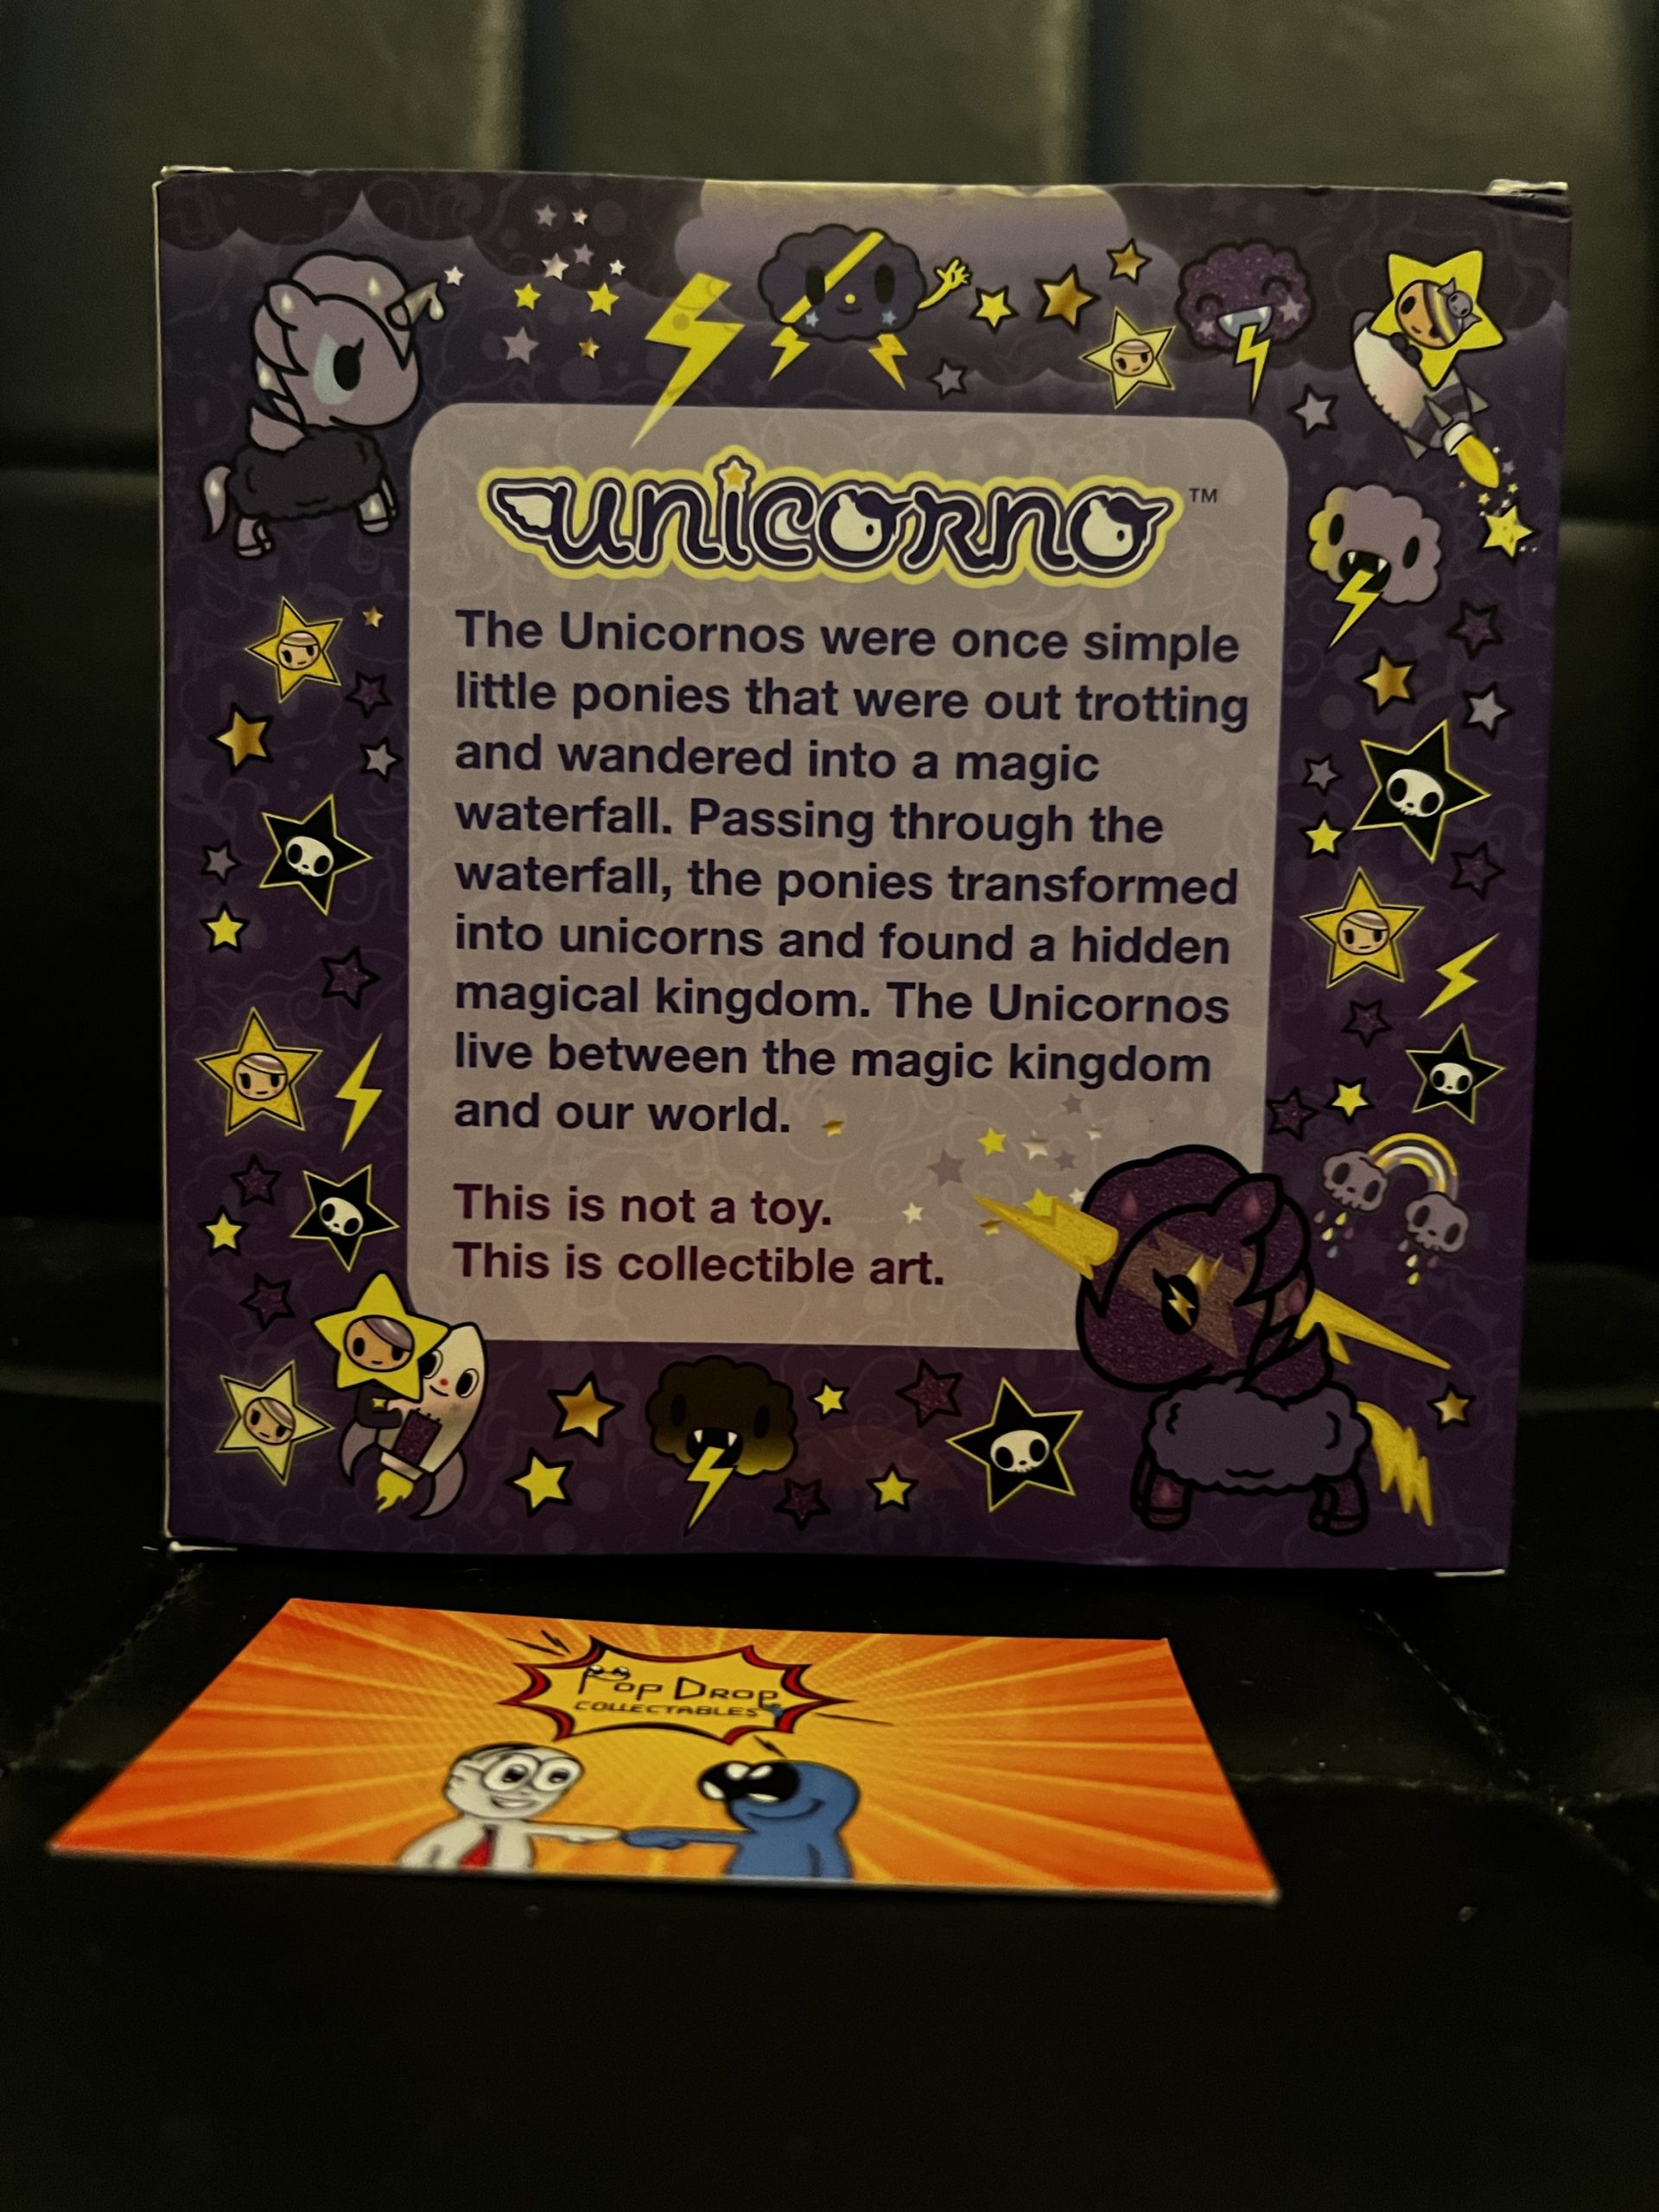 unicorno™
The Unicornos were once simple
little ponies that were out trotting
and wandered into a magic
waterfall. Passing through the
waterfall, the ponies transformed
into unicorns and found a hidden
magical kingdom. The Unicornos
live between the magic kingdom
and our world.
This is not a toy.
This is collectible art.
Pop Drop
COLLECTABLES